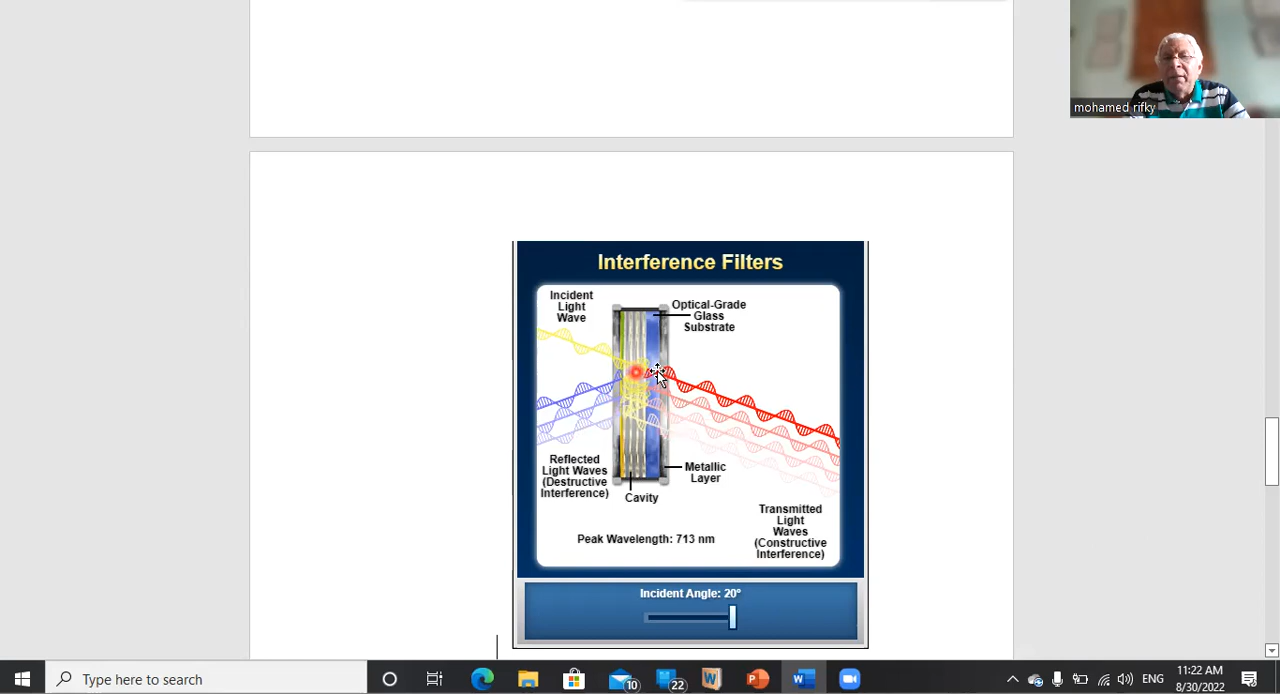 mohamed rifky
Interference Filters
Incident
Light
Wave
Optical-Grade
Glass
Substrate
Reflected
Light Waves
(Destructive
Interference)
Cavity
Metallic
Layer
Transmitted
Light
Waves
(Constructive
Interference)
Peak Wavelength: 713 nm
Incident Angle: 20°
Type here to search
10
22
ENG
11:22 AM
8/30/2022